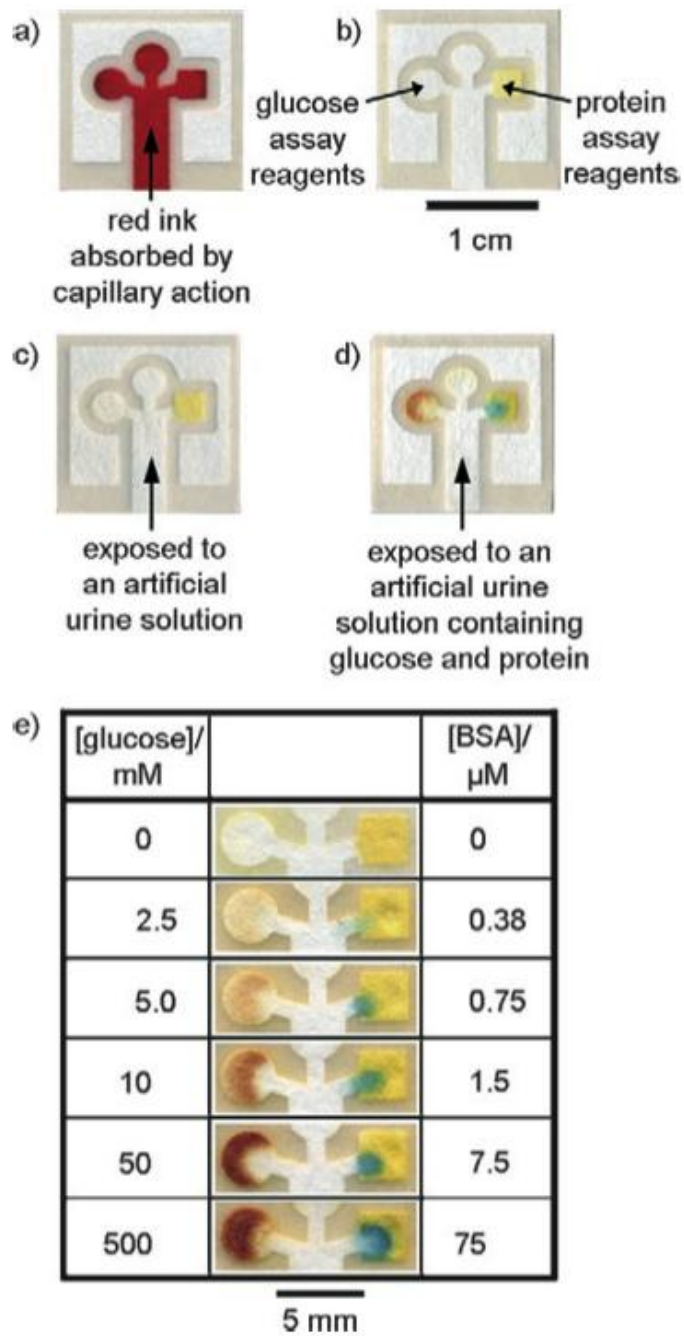 a)
b)
glucose
assay
reagents
protein
assay
reagents
red ink
absorbed by
capillary action
1 cm
c)
d)
exposed to
an artificial
urine solution
exposed to an
artificial urine
solution containing
glucose and protein
e)
[glucose]/
mM
[BSA]/
µM
0
0
2.5
0.38
5.0
0.75
10
1.5
50
7.5
500
75
5 mm